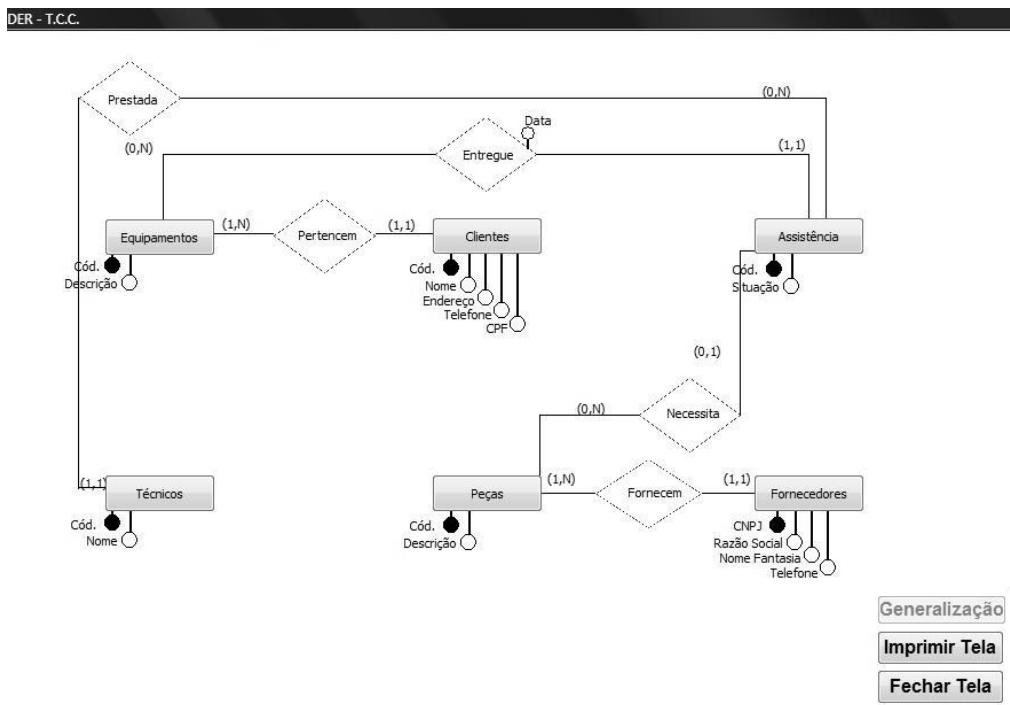 DER - T.C.C.
Prestada
(0,N)
Data
(0,N)
Entregue
(1,1)
Equipamentos
(1,N)
Pertencem
(1,1)
Clientes
Assistência
Cód.
Descrição
Cód.
Nome
Endereço
Telefone
CPF
Cód.
Situação
(0,1)
(0,N)
Necessita
(1,1)
Técnicos
Peças
(1,N)
Fornecem
(1,1)
Fornecedores
Cód.
Nome
Cód.
Descrição
CNPJ
Razão Social
Nome Fantasia
Telefone
Generalização
Imprimir Tela
Fechar Tela